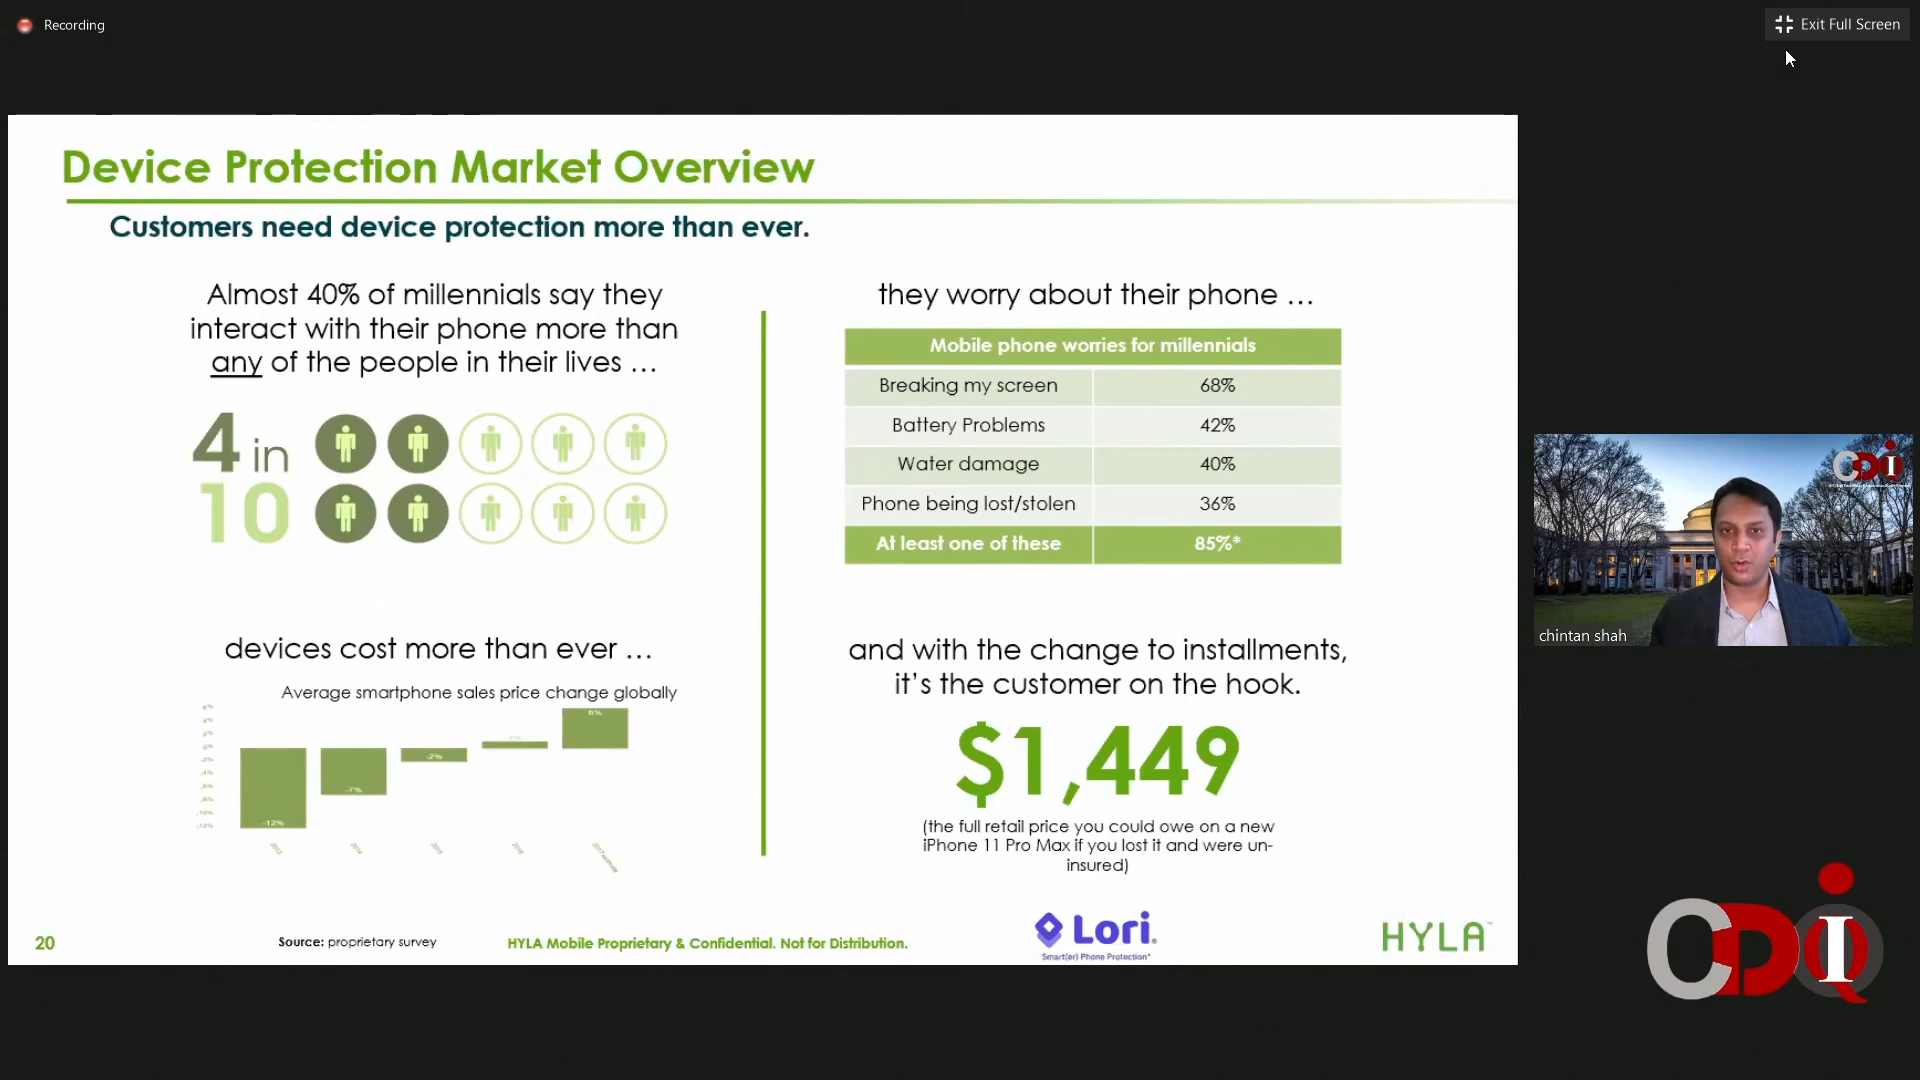 Recording
Exit Full Screen
Device Protection Market Overview
Customers need device protection more than ever.
Almost 40% of millennials say they
interact with their phone more than
any of the people in their lives …
4 in
10
they worry about their phone …
Mobile phone worries for millennials
Breaking my screen 68%
Battery Problems 42%
Water damage 40%
Phone being lost/stolen 36%
At least one of these 85%*
devices cost more than ever …
Average smartphone sales price change globally
-12%
-7%
-2%
6%
2013
2014
2015
2016
and with the change to installments,
it's the customer on the hook.
$1,449
(the full retail price you could owe on a new
iPhone 11 Pro Max if you lost it and were un-
insured)
20
Source: proprietary survey
HYLA Mobile Proprietary & Confidential. Not for Distribution.
Lori.
Smart(er) Phone Protection
HYLA™
CDQI
chintan shah
CDQI